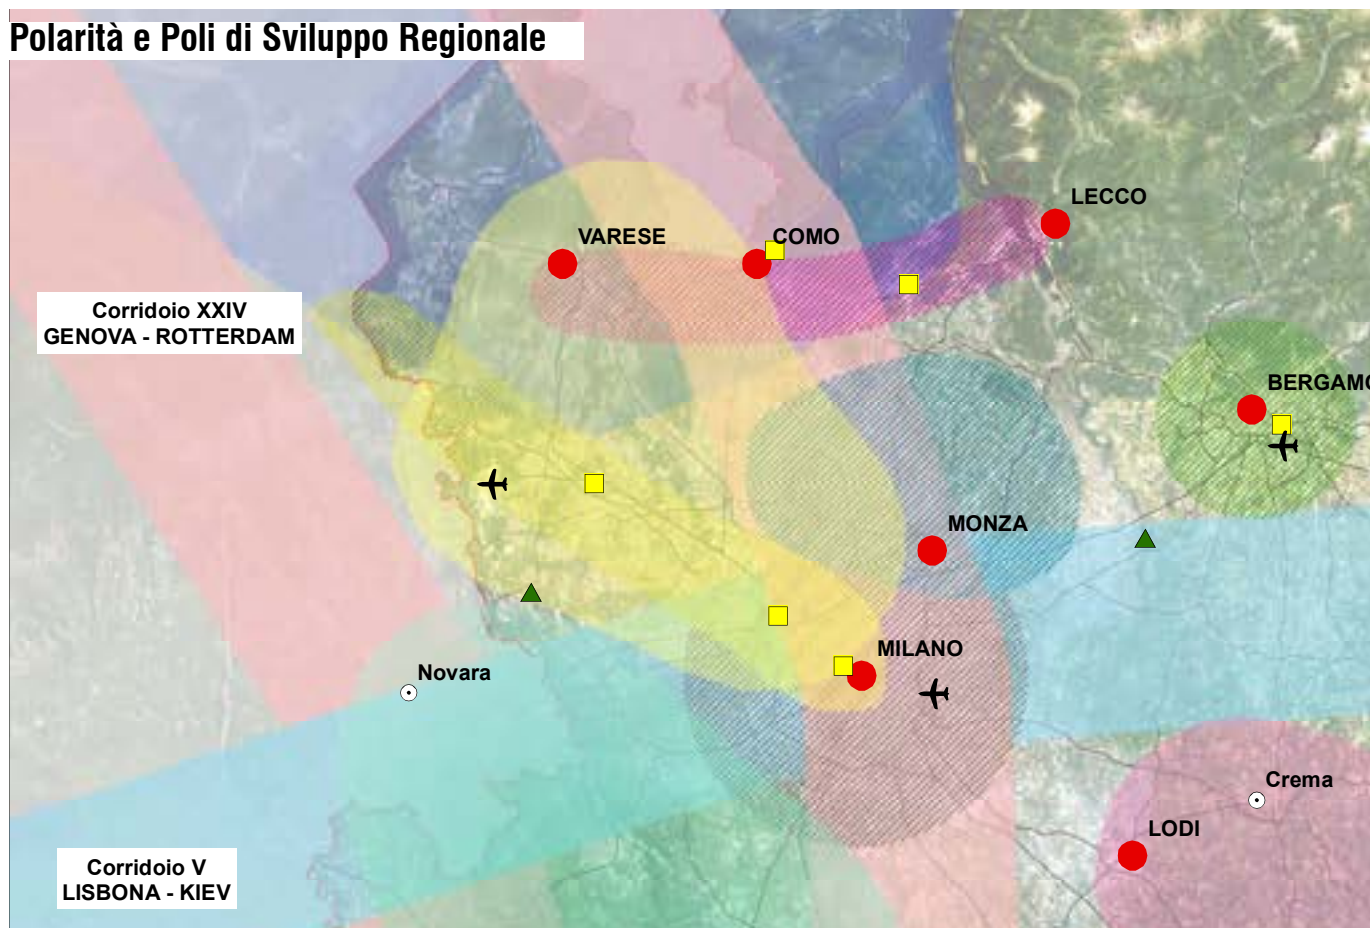 Polarità e Poli di Sviluppo Regionale
LECCO
VARESE
COMO
Corridoio XXIV
GENOVA - ROTTERDAM
BERGAMO
MONZA
MILANO
Novara
Crema
LODI
Corridoio V
LISBONA - KIEV